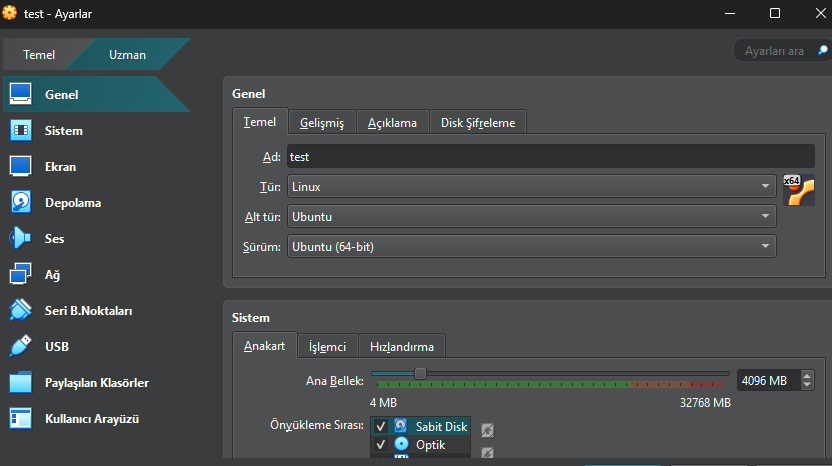 test - Ayarlar
Temel Uzman
Ayarları ara
Genel
Sistem
Ekran
Depolama
Ses
Ağ
Seri B.Noktaları
USB
Paylaşılan Klasörler
Kullanıcı Arayüzü
Genel
Temel Gelişmiş Açıklama Disk Şifreleme
Ad: test
Tür: Linux
x64
Alt tür: Ubuntu
Sürüm: Ubuntu (64-bit)
Sistem
Anakart İşlemci Hızlandırma
Ana Bellek: 4096 MB
4 MB 32768 MB
Önyükleme Sırası: Sabit Disk
Optik